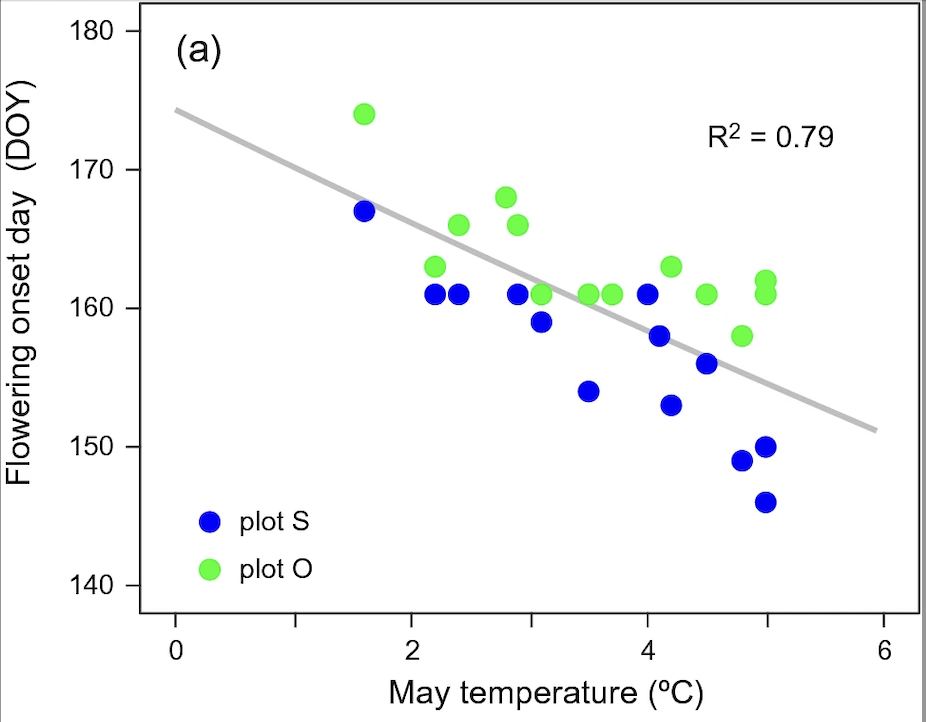 (a)
R² = 0.79
Flowering onset day (DOY)
180
170
160
150
140
plot S
plot O
0
2
4
6
May temperature (ºC)